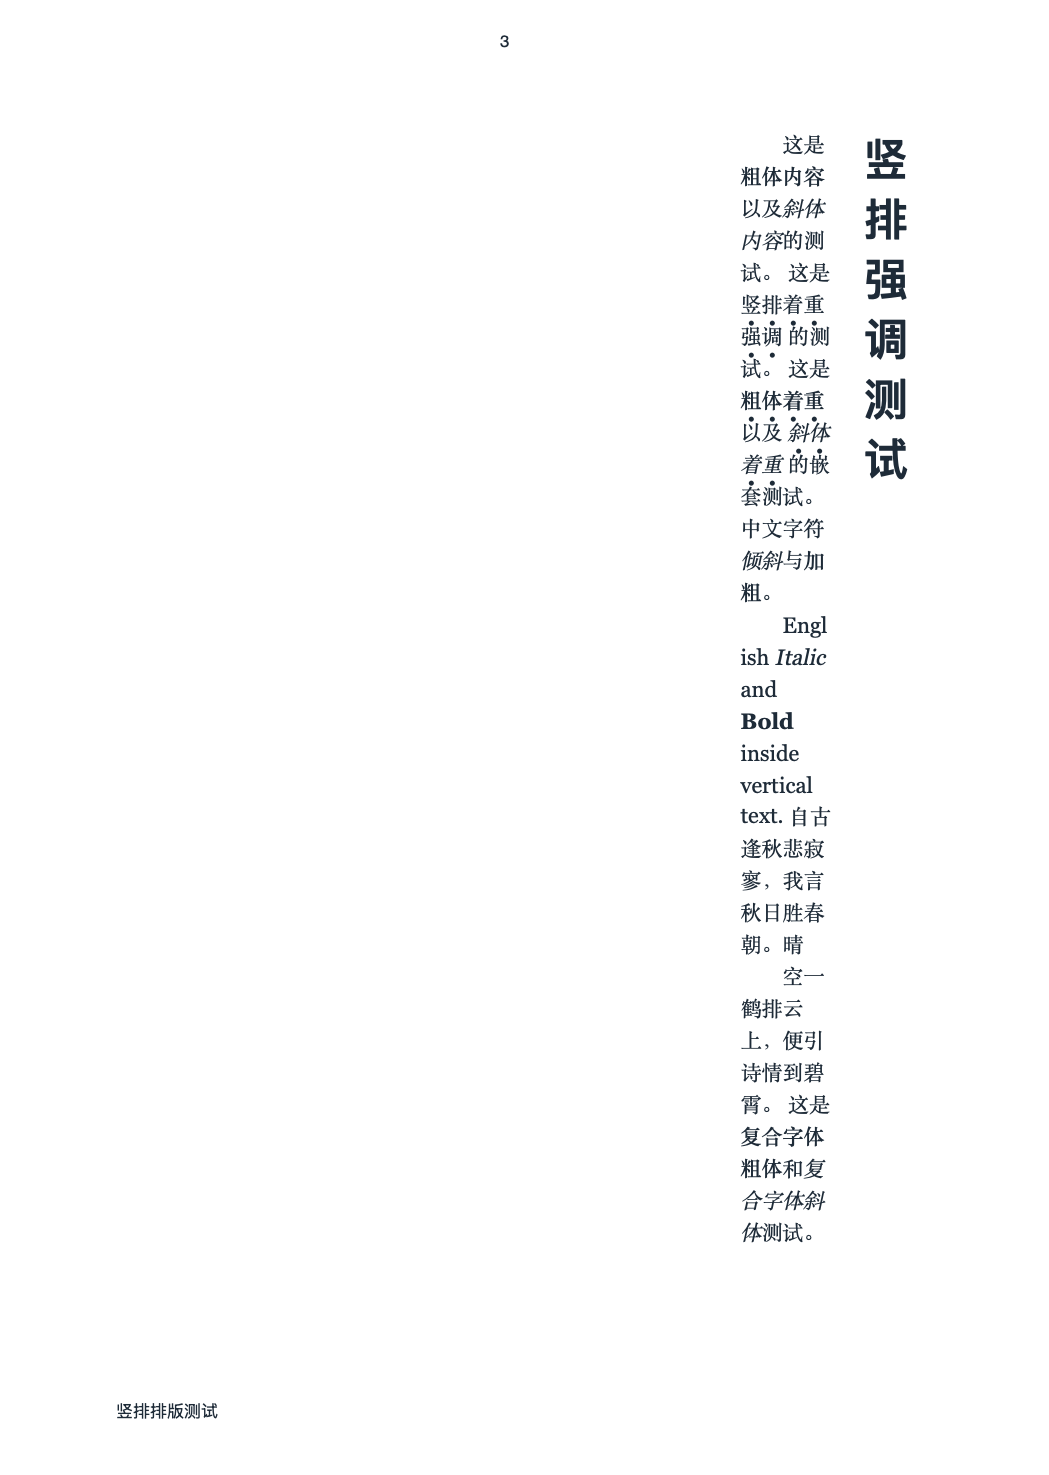 3
竖排强调测试
这是
粗体内容
以及斜体
内容的测
试。 这是
竖排着重
强调 的测
试。 这是
粗体着重
以及 斜体
着重 的嵌
套测试。
中文字符
倾斜与加
粗。
Engl
ish Italic
and
Bold
inside
vertical
text. 自古
逢秋悲寂
寥，我言
秋日胜春
朝。晴
空一
鹤排云
上，便引
诗情到碧
霄。 这是
复合字体
粗体和复
合字体斜
体测试。
竖排排版测试